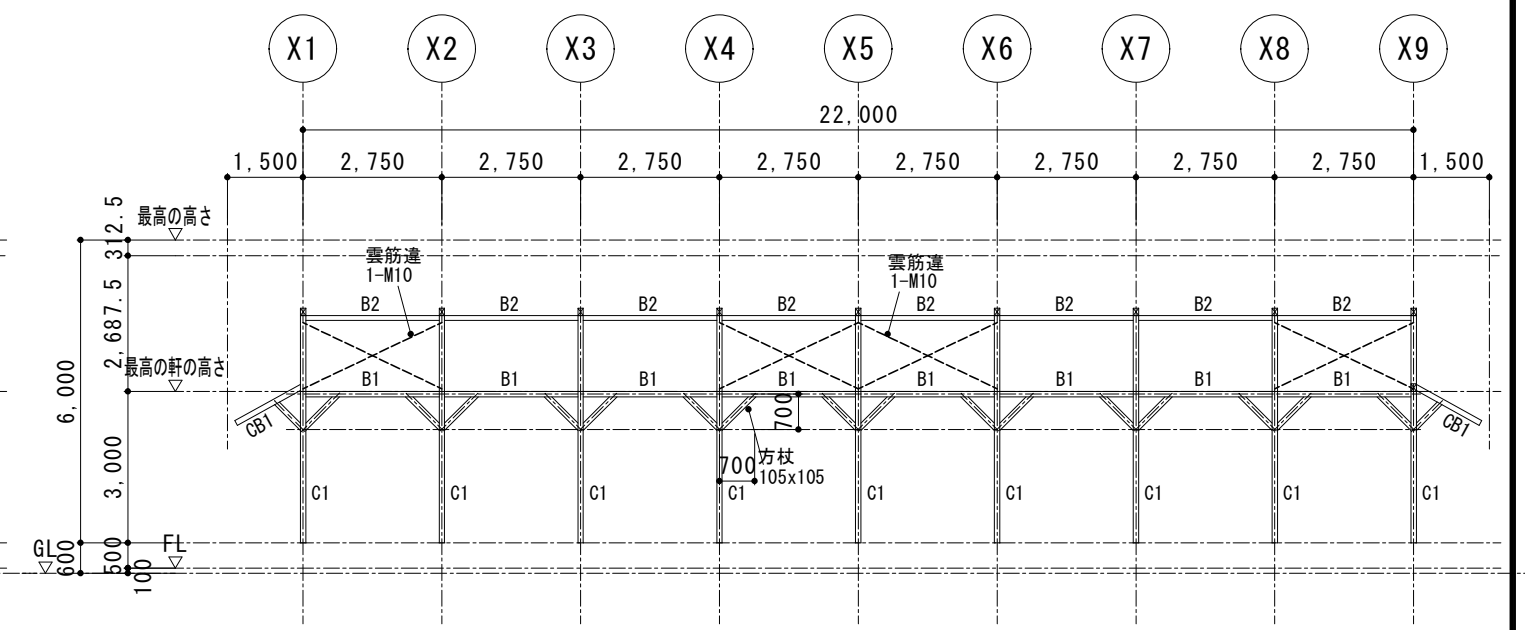 X1 X2 X3 X4 X5 X6 X7 X8 X9
22,000
1,500 2,750 2,750 2,750 2,750 2,750 2,750 2,750 2,750 1,500
312.5
最高の高さ
雲筋違
1-M10
雲筋違
1-M10
2,687.5
B2 B2 B2 B2 B2 B2 B2 B2
最高の軒の高さ
6,000
B1 B1 B1 B1 B1 B1 B1 B1
CB1 CB1
700
700
方杖
105x105
3,000
C1 C1 C1 C1 C1 C1 C1 C1 C1
GL
600
500
FL
100